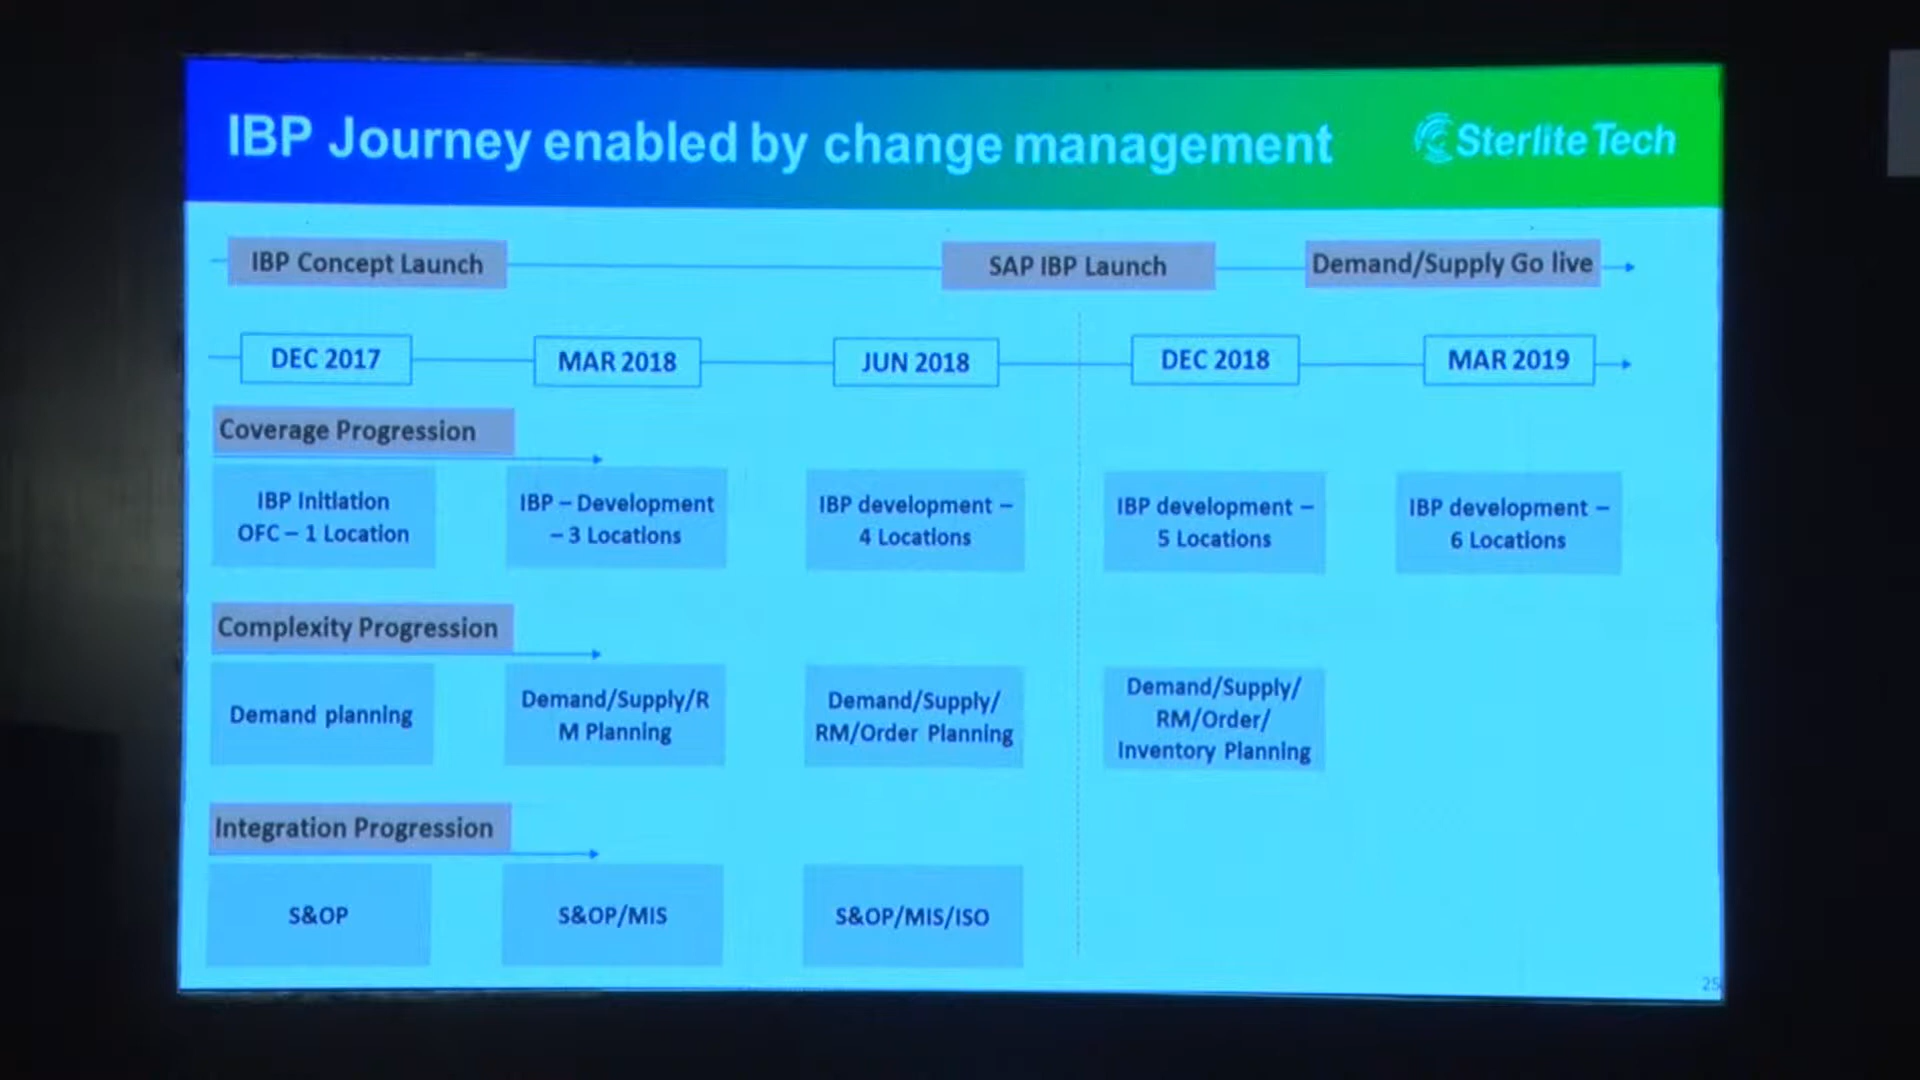 IBP Journey enabled by change management
Sterlite Tech
IBP Concept Launch
SAP IBP Launch
Demand/Supply Go live
DEC 2017
MAR 2018
JUN 2018
DEC 2018
MAR 2019
Coverage Progression
IBP Initiation
OFC – 1 Location
IBP – Development
– 3 Locations
IBP development –
4 Locations
IBP development –
5 Locations
IBP development –
6 Locations
Complexity Progression
Demand planning
Demand/Supply/R
M Planning
Demand/Supply/
RM/Order Planning
Demand/Supply/
RM/Order/
Inventory Planning
Integration Progression
S&OP
S&OP/MIS
S&OP/MIS/ISO
25